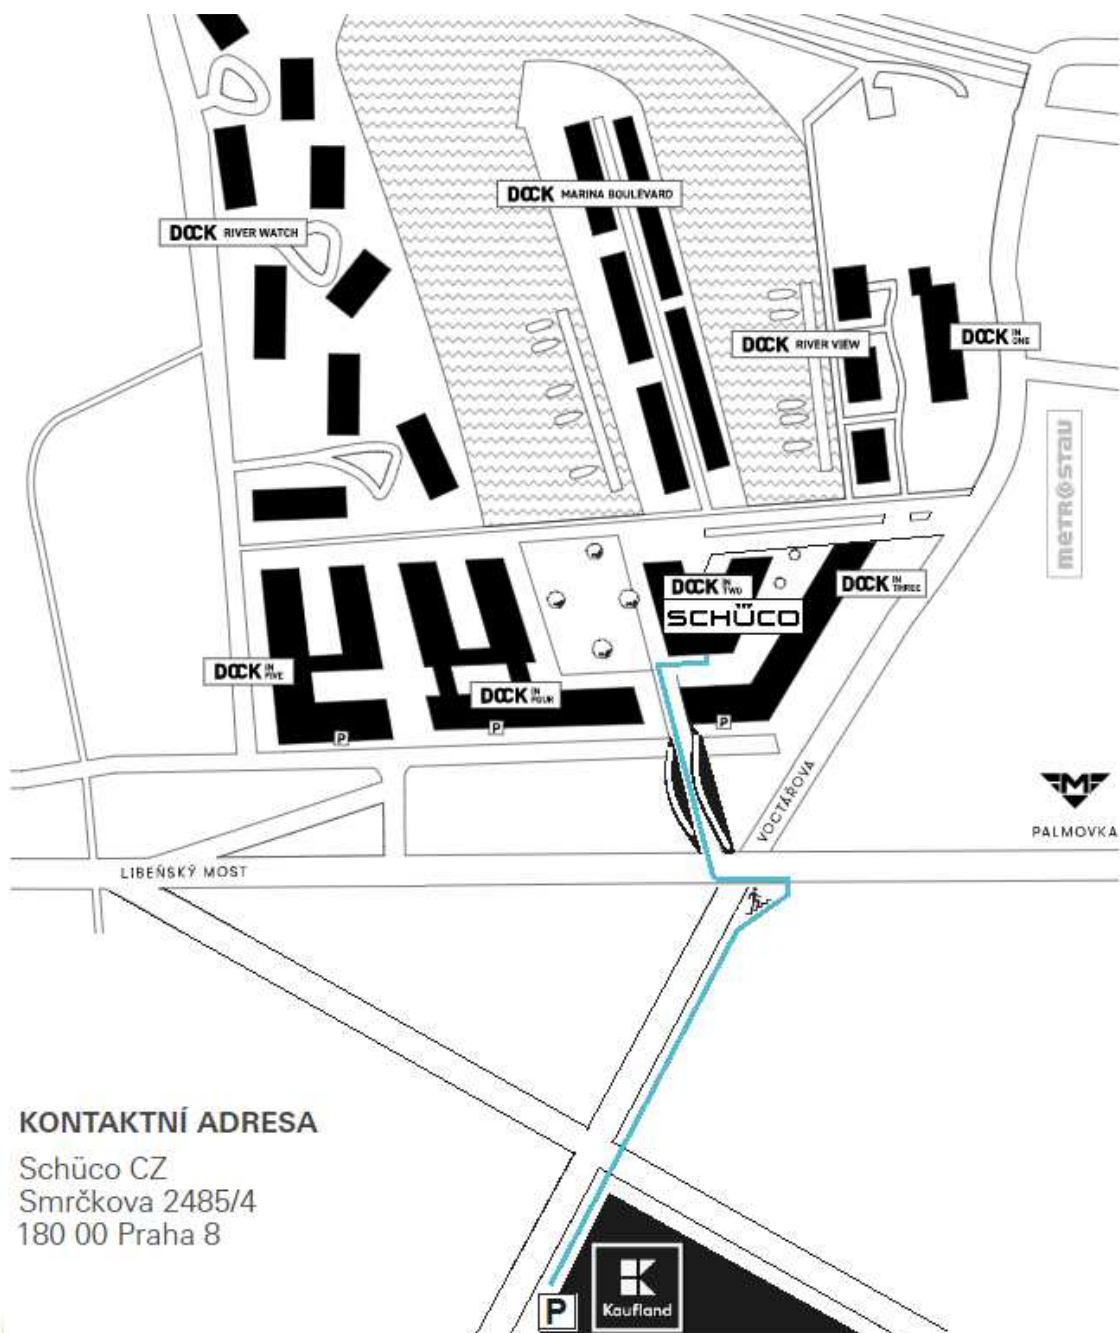 DOCK MARINA BOULEVARD
DOCK RIVER WATCH
DOCK IN ONE
DOCK RIVER VIEW
METROSTAV
DOCK IN TWO
DOCK IN THREE
SCHÜCO
DOCK IN FIVE
DOCK IN FOUR
P
P
P
VOCTÁŘOVA
M
PALMOVKA
LIBEŇSKÝ MOST
KONTAKTNÍ ADRESA
Schüco CZ
Smrčkova 2485/4
180 00 Praha 8
K
Kaufland
P